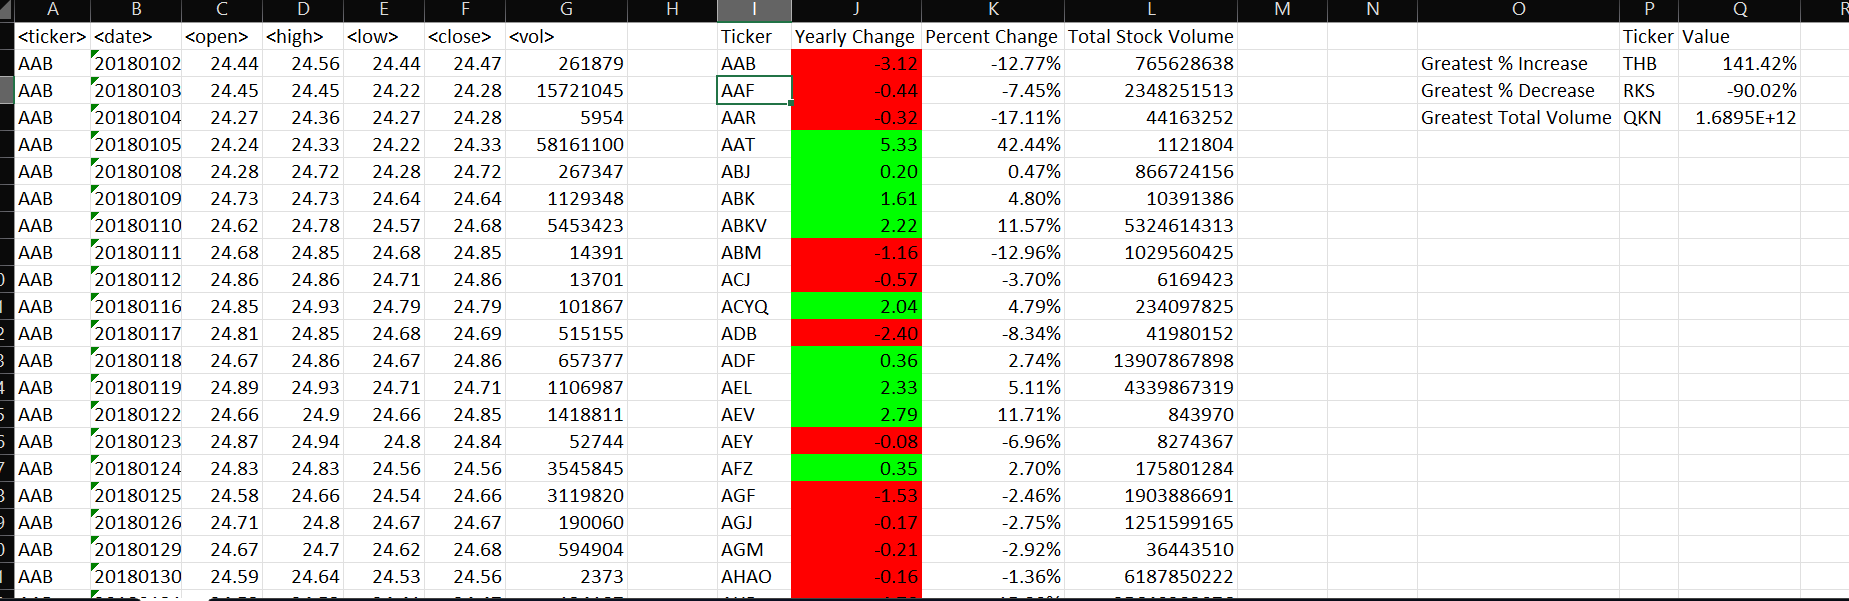 A B C D E F G H I J K L M N O P Q R
<ticker> <date> <open> <high> <low> <close> <vol> Ticker Yearly Change Percent Change Total Stock Volume Ticker Value
AAB 20180102 24.44 24.56 24.44 24.47 261879 AAB -3.12 -12.77% 765628638 Greatest % Increase THB 141.42%
AAB 20180103 24.45 24.45 24.22 24.28 15721045 AAF -0.44 -7.45% 2348251513 Greatest % Decrease RKS -90.02%
AAB 20180104 24.27 24.36 24.27 24.28 5954 AAR -0.32 -17.11% 44163252 Greatest Total Volume QKN 1.6895E+12
AAB 20180105 24.24 24.33 24.22 24.33 58161100 AAT 5.33 42.44% 1121804
AAB 20180108 24.28 24.72 24.28 24.72 267347 ABJ 0.20 0.47% 866724156
AAB 20180109 24.73 24.73 24.64 24.64 1129348 ABK 1.61 4.80% 10391386
AAB 20180110 24.62 24.78 24.57 24.68 5453423 ABKV 2.22 11.57% 5324614313
AAB 20180111 24.68 24.85 24.68 24.85 14391 ABM -1.16 -12.96% 1029560425
AAB 20180112 24.86 24.86 24.71 24.86 13701 ACJ -0.57 -3.70% 6169423
AAB 20180116 24.85 24.93 24.79 24.79 101867 ACYQ 2.04 4.79% 234097825
AAB 20180117 24.81 24.85 24.68 24.69 515155 ADB -2.40 -8.34% 41980152
AAB 20180118 24.67 24.86 24.67 24.86 657377 ADF 0.36 2.74% 13907867898
AAB 20180119 24.89 24.93 24.71 24.71 1106987 AEL 2.33 5.11% 4339867319
AAB 20180122 24.66 24.9 24.66 24.85 1418811 AEV 2.79 11.71% 843970
AAB 20180123 24.87 24.94 24.8 24.84 52744 AEY -0.08 -6.96% 8274367
AAB 20180124 24.83 24.83 24.56 24.56 3545845 AFZ 0.35 2.70% 175801284
AAB 20180125 24.58 24.66 24.54 24.66 3119820 AGF -1.53 -2.46% 1903886691
AAB 20180126 24.71 24.8 24.67 24.67 190060 AGJ -0.17 -2.75% 1251599165
AAB 20180129 24.67 24.7 24.62 24.68 594904 AGM -0.21 -2.92% 36443510
AAB 20180130 24.59 24.64 24.53 24.56 2373 AHAO -0.16 -1.36% 6187850222